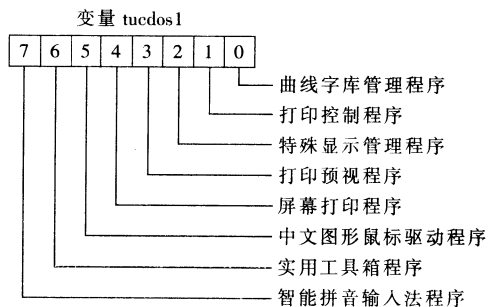 变量 tucdos1
7 6 5 4 3 2 1 0
曲线字库管理程序
打印控制程序
特殊显示管理程序
打印预视程序
屏幕打印程序
中文图形鼠标驱动程序
实用工具箱程序
智能拼音输入法程序